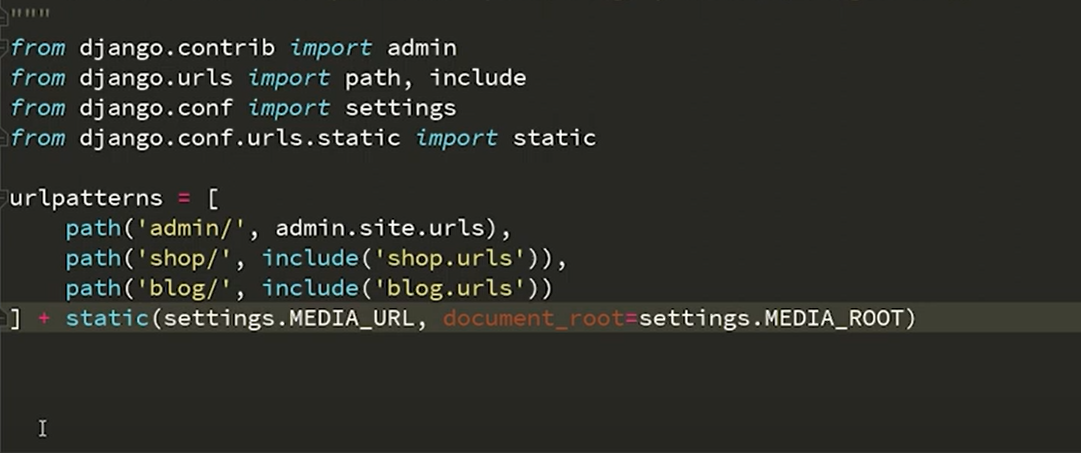 """
from django.contrib import admin
from django.urls import path, include
from django.conf import settings
from django.conf.urls.static import static
urlpatterns = [
    path('admin/', admin.site.urls),
    path('shop/', include('shop.urls')),
    path('blog/', include('blog.urls'))
] + static(settings.MEDIA_URL, document_root=settings.MEDIA_ROOT)